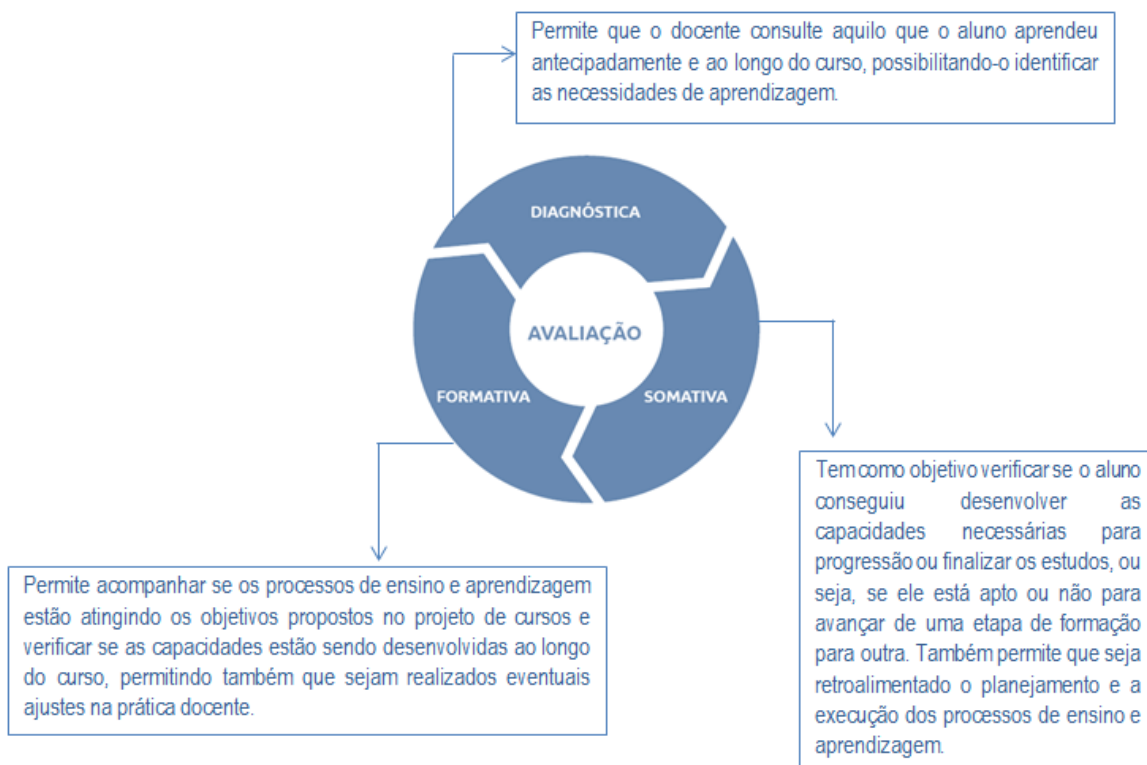 Permite que o docente consulte aquilo que o aluno aprendeu
antecipadamente e ao longo do curso, possibilitando-o identificar
as necessidades de aprendizagem.
DIAGNÓSTICA
AVALIAÇÃO
FORMATIVA
SOMATIVA
Tem como objetivo verificar se o aluno
conseguiu desenvolver as
capacidades necessárias para
progressão ou finalizar os estudos, ou
seja, se ele está apto ou não para
avançar de uma etapa de formação
para outra. Também permite que seja
retroalimentado o planejamento e a
execução dos processos de ensino e
aprendizagem.
Permite acompanhar se os processos de ensino e aprendizagem
estão atingindo os objetivos propostos no projeto de cursos e
verificar se as capacidades estão sendo desenvolvidas ao longo
do curso, permitindo também que sejam realizados eventuais
ajustes na prática docente.